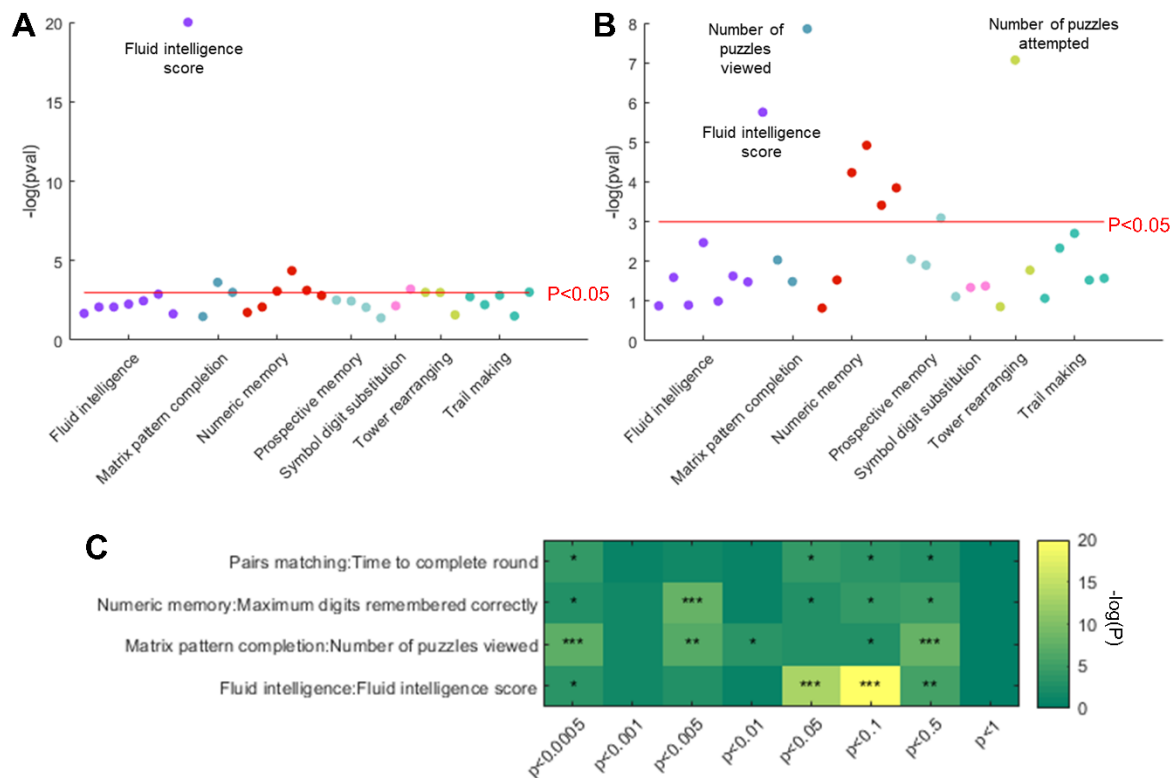 A
20
15
10
5
0
-log(pval)
Fluid intelligence
score
P<0.05
Fluid intelligence
Matrix pattern completion
Numeric memory
Prospective memory
Symbol digit substitution
Tower rearranging
Trail making
B
8
7
6
5
4
3
2
1
0
-log(pval)
Number of
puzzles
viewed
Number of puzzles
attempted
Fluid intelligence
score
P<0.05
Fluid intelligence
Matrix pattern completion
Numeric memory
Prospective memory
Symbol digit substitution
Tower rearranging
Trail making
C
Pairs matching:Time to complete round
* * * *
Numeric memory:Maximum digits remembered correctly
* *** * * *
Matrix pattern completion:Number of puzzles viewed
*** ** * * ***
Fluid intelligence:Fluid intelligence score
* *** *** **
p<0.0005
p<0.001
p<0.005
p<0.01
p<0.05
p<0.1
p<0.5
p<1
20
15
10
5
0
-log(P)